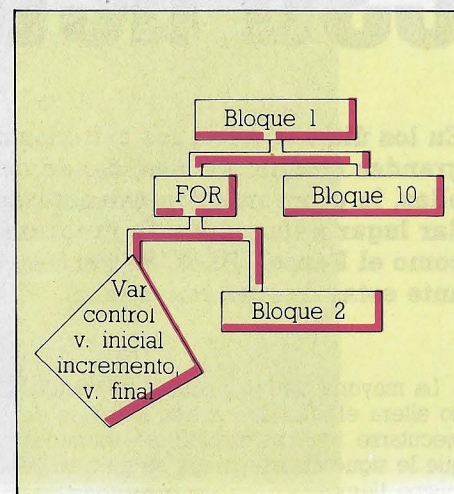 Bloque 1
FOR
Bloque 10
Var
control
v. inicial
incremento,
v. final
Bloque 2